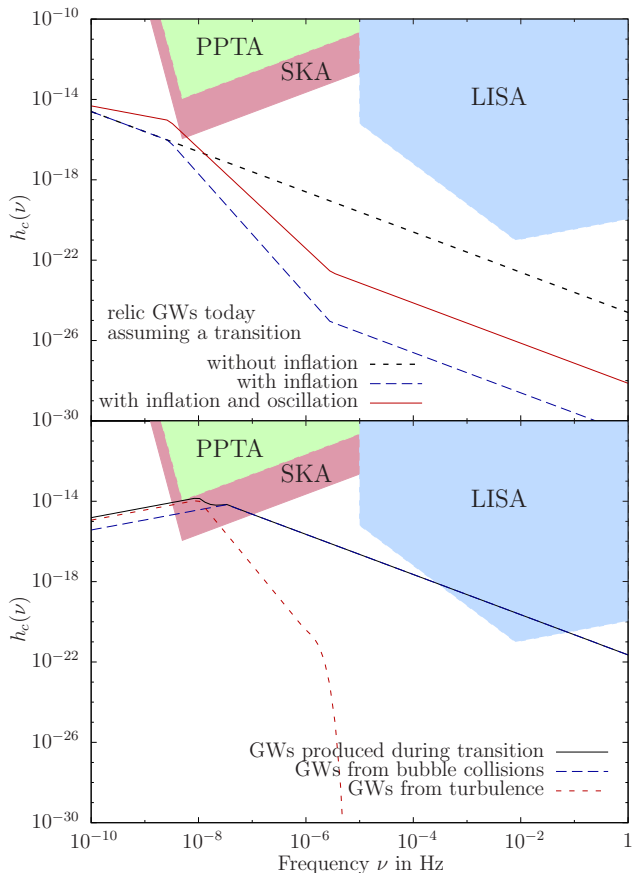 10^-10
PPTA
SKA
LISA
10^-14
10^-18
h_c(ν)
10^-22
10^-26
relic GWs today
assuming a transition
without inflation
with inflation
with inflation and oscillation
10^-30
PPTA
SKA
LISA
10^-14
10^-18
h_c(ν)
10^-22
10^-26
GWs produced during transition
GWs from bubble collisions
GWs from turbulence
10^-30
10^-10 10^-8 10^-6 10^-4 10^-2 1
Frequency ν in Hz